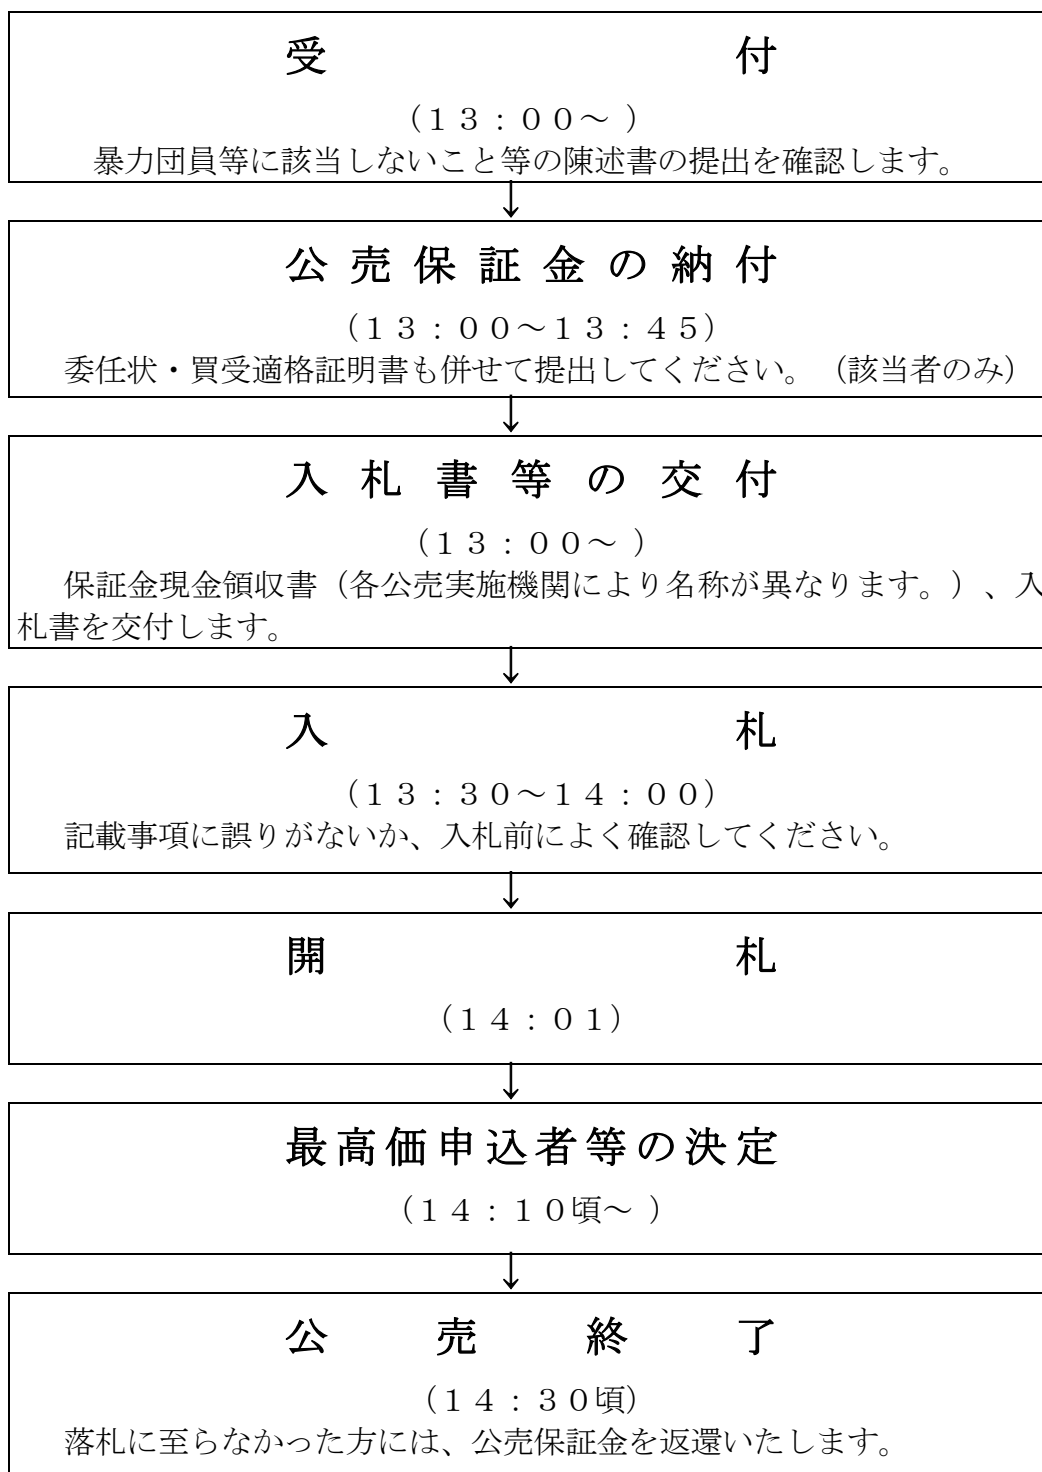 受付
（１３：００～ ）
暴力団員等に該当しないこと等の陳述書の提出を確認します。
↓
公売保証金の納付
（１３：００～１３：４５）
委任状・買受適格証明書も併せて提出してください。（該当者のみ）
↓
入札書等の交付
（１３：００～ ）
保証金現金領収書（各公売実施機関により名称が異なります。）、入
札書を交付します。
↓
入札
（１３：３０～１４：００）
記載事項に誤りがないか、入札前によく確認してください。
↓
開札
（１４：０１）
↓
最高価申込者等の決定
（１４：１０頃～ ）
↓
公売終了
（１４：３０頃）
落札に至らなかった方には、公売保証金を返還いたします。